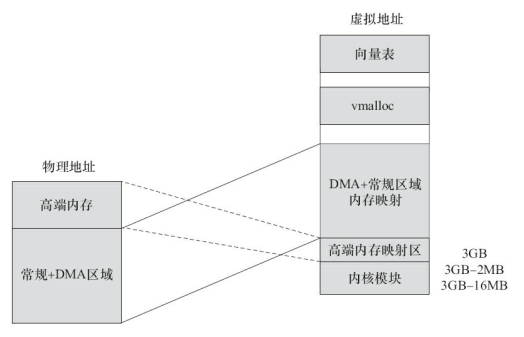 虚拟地址
向量表
vmalloc
物理地址
高端内存
常规+DMA区域
DMA+常规区域
内存映射
高端内存映射区
内核模块
3GB
3GB–2MB
3GB–16MB